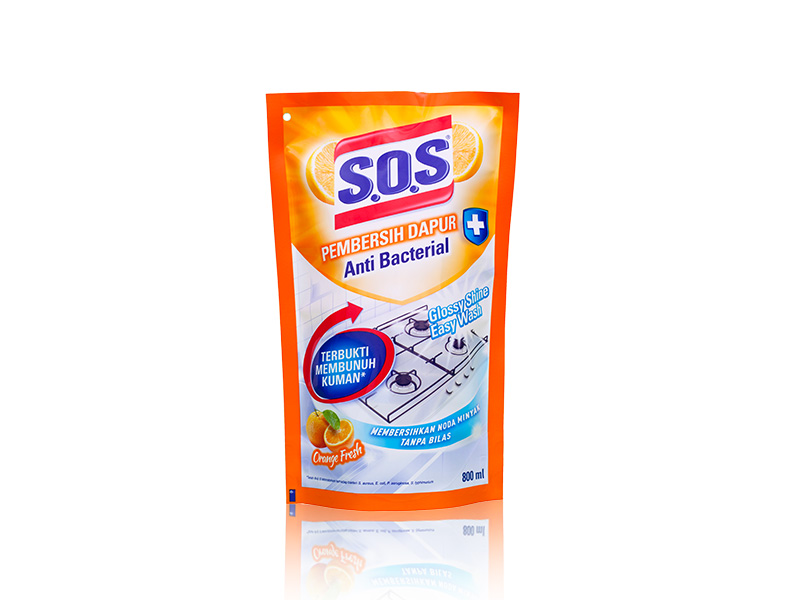 S.O.S
PEMBERSIH DAPUR
Anti Bacterial
Glossy Shine
Easy Wash
TERBUKTI
MEMBUNUH
KUMAN*
MEMBERSIHKAN NODA MINYAK
TANPA BILAS
Orange Fresh
800 ml